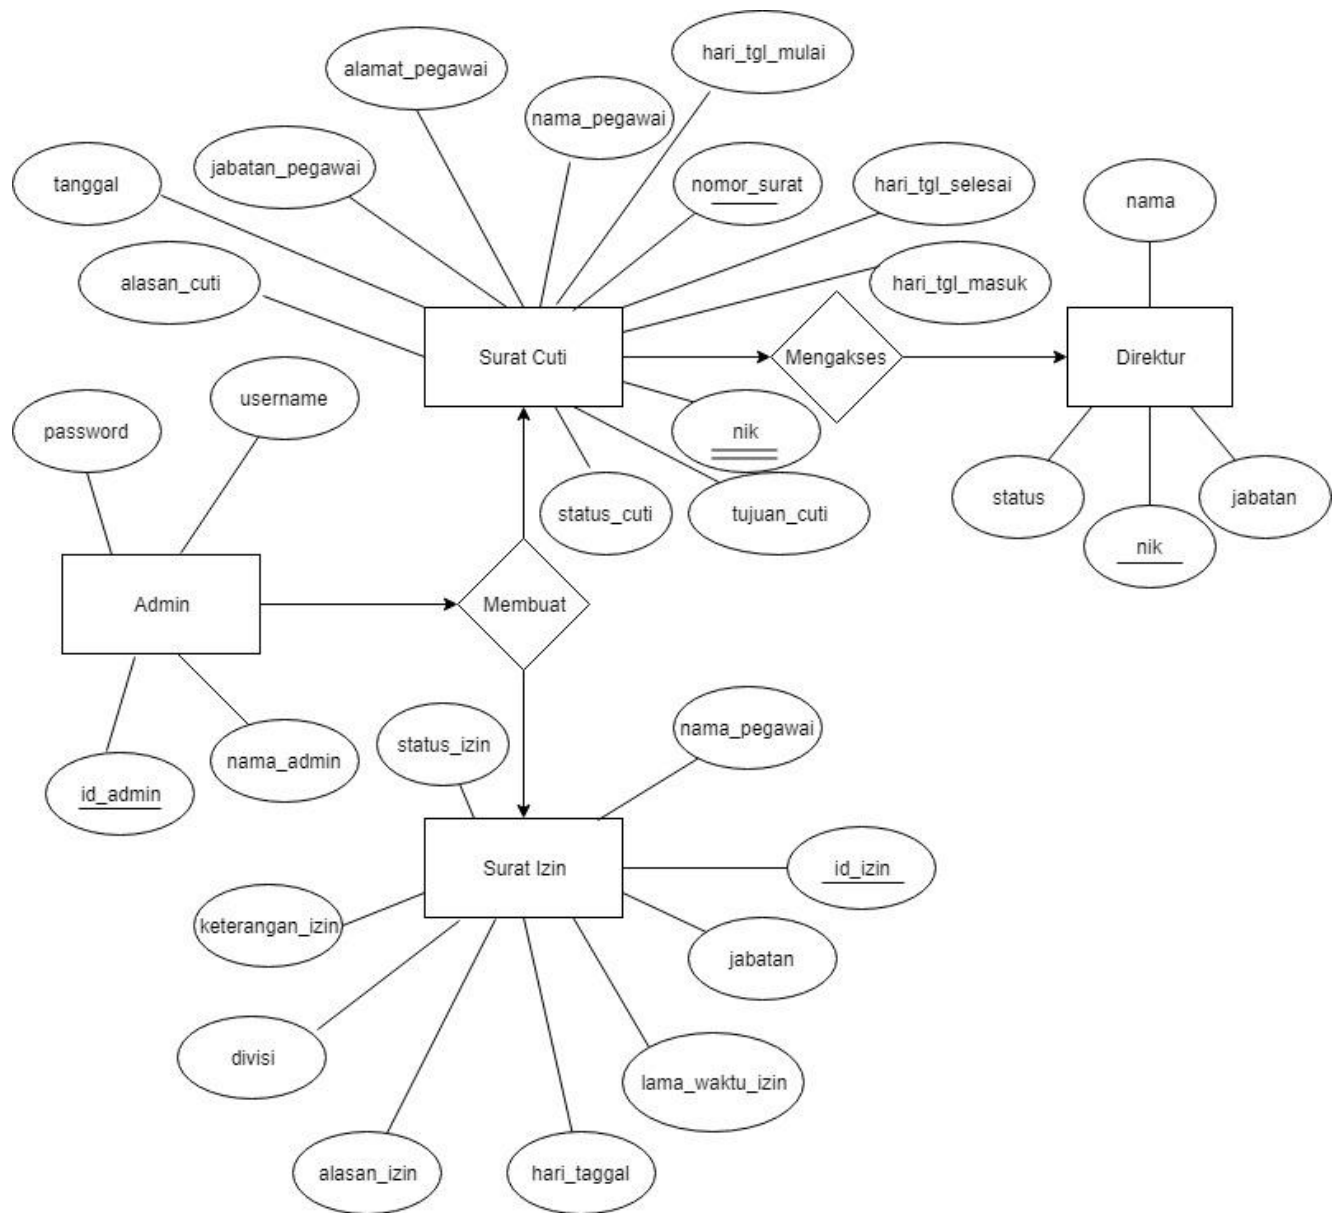 hari_tgl_mulai
alamat_pegawai
nama_pegawai
jabatan_pegawai
tanggal
nomor_surat
hari_tgl_selesai
nama
alasan_cuti
hari_tgl_masuk
Surat Cuti
Mengakses
Direktur
username
password
nik
status
jabatan
status_cuti
tujuan_cuti
nik
Admin
Membuat
nama_pegawai
status_izin
nama_admin
id_admin
Surat Izin
id_izin
keterangan_izin
jabatan
divisi
lama_waktu_izin
alasan_izin
hari_taggal